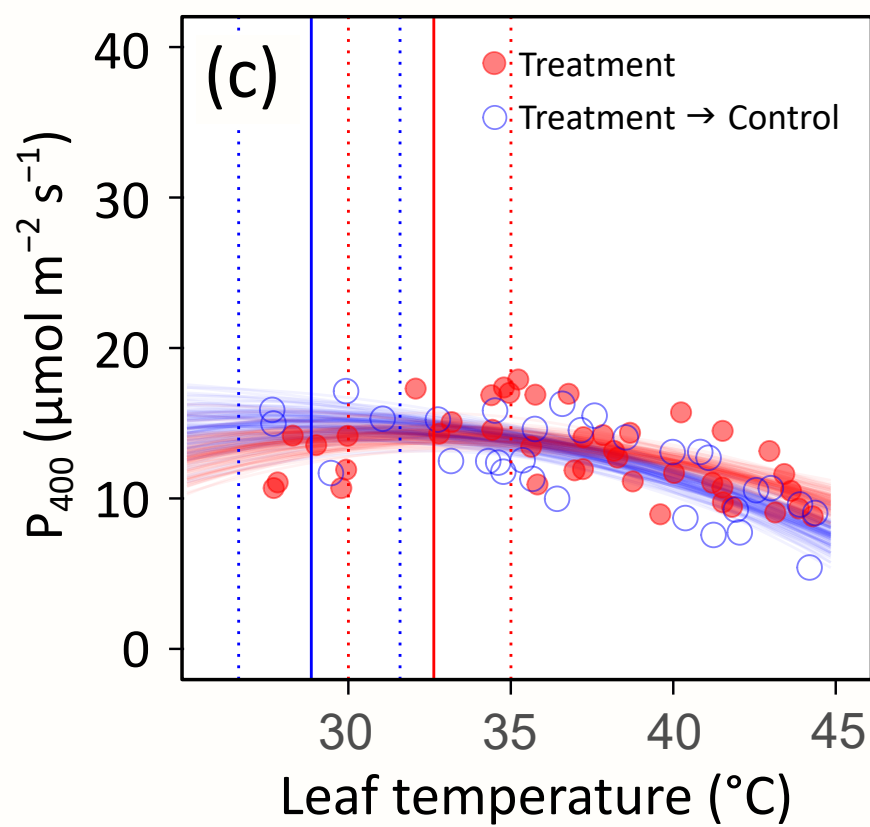 (c)
Treatment
Treatment → Control
40
30
20
10
0
P₄₀₀ (μmol m⁻² s⁻¹)
30 35 40 45
Leaf temperature (°C)